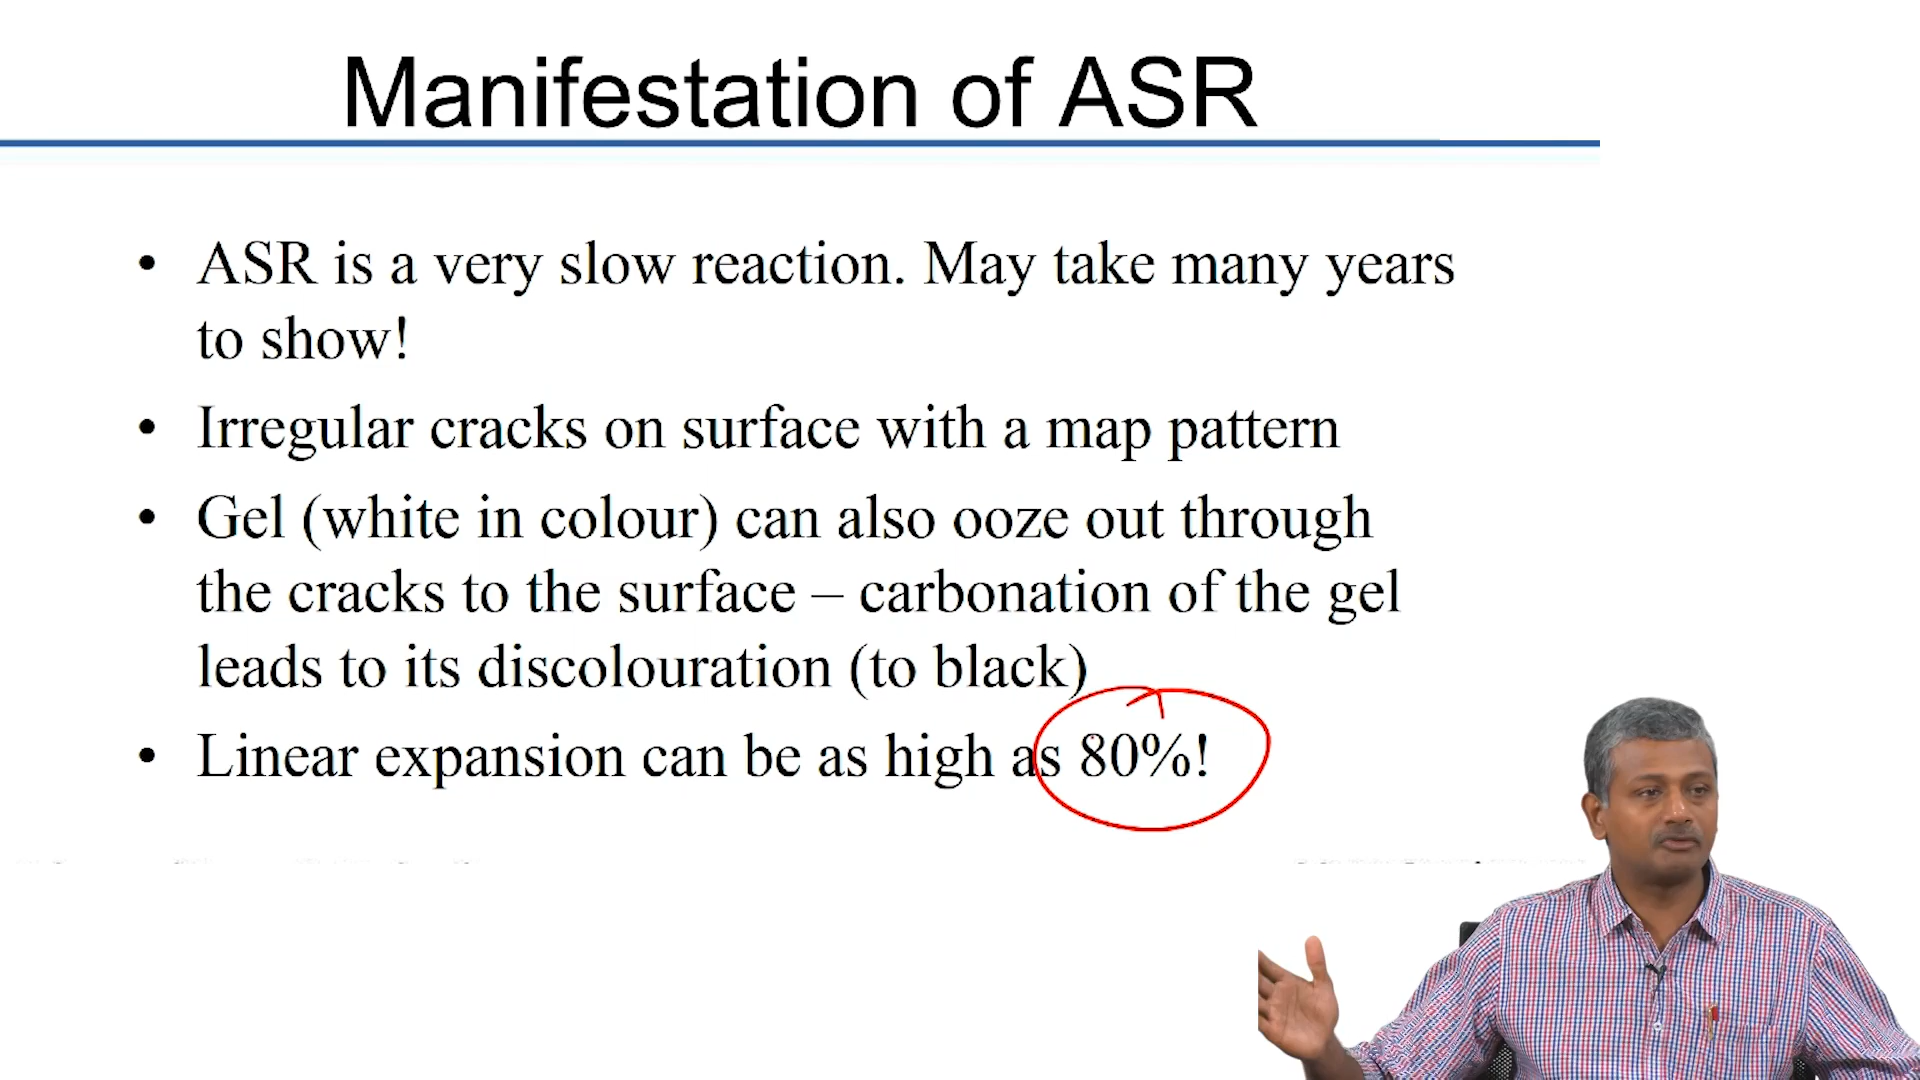 Manifestation of ASR
• ASR is a very slow reaction. May take many years
to show!
• Irregular cracks on surface with a map pattern
• Gel (white in colour) can also ooze out through
the cracks to the surface – carbonation of the gel
leads to its discolouration (to black)
• Linear expansion can be as high as 80%!